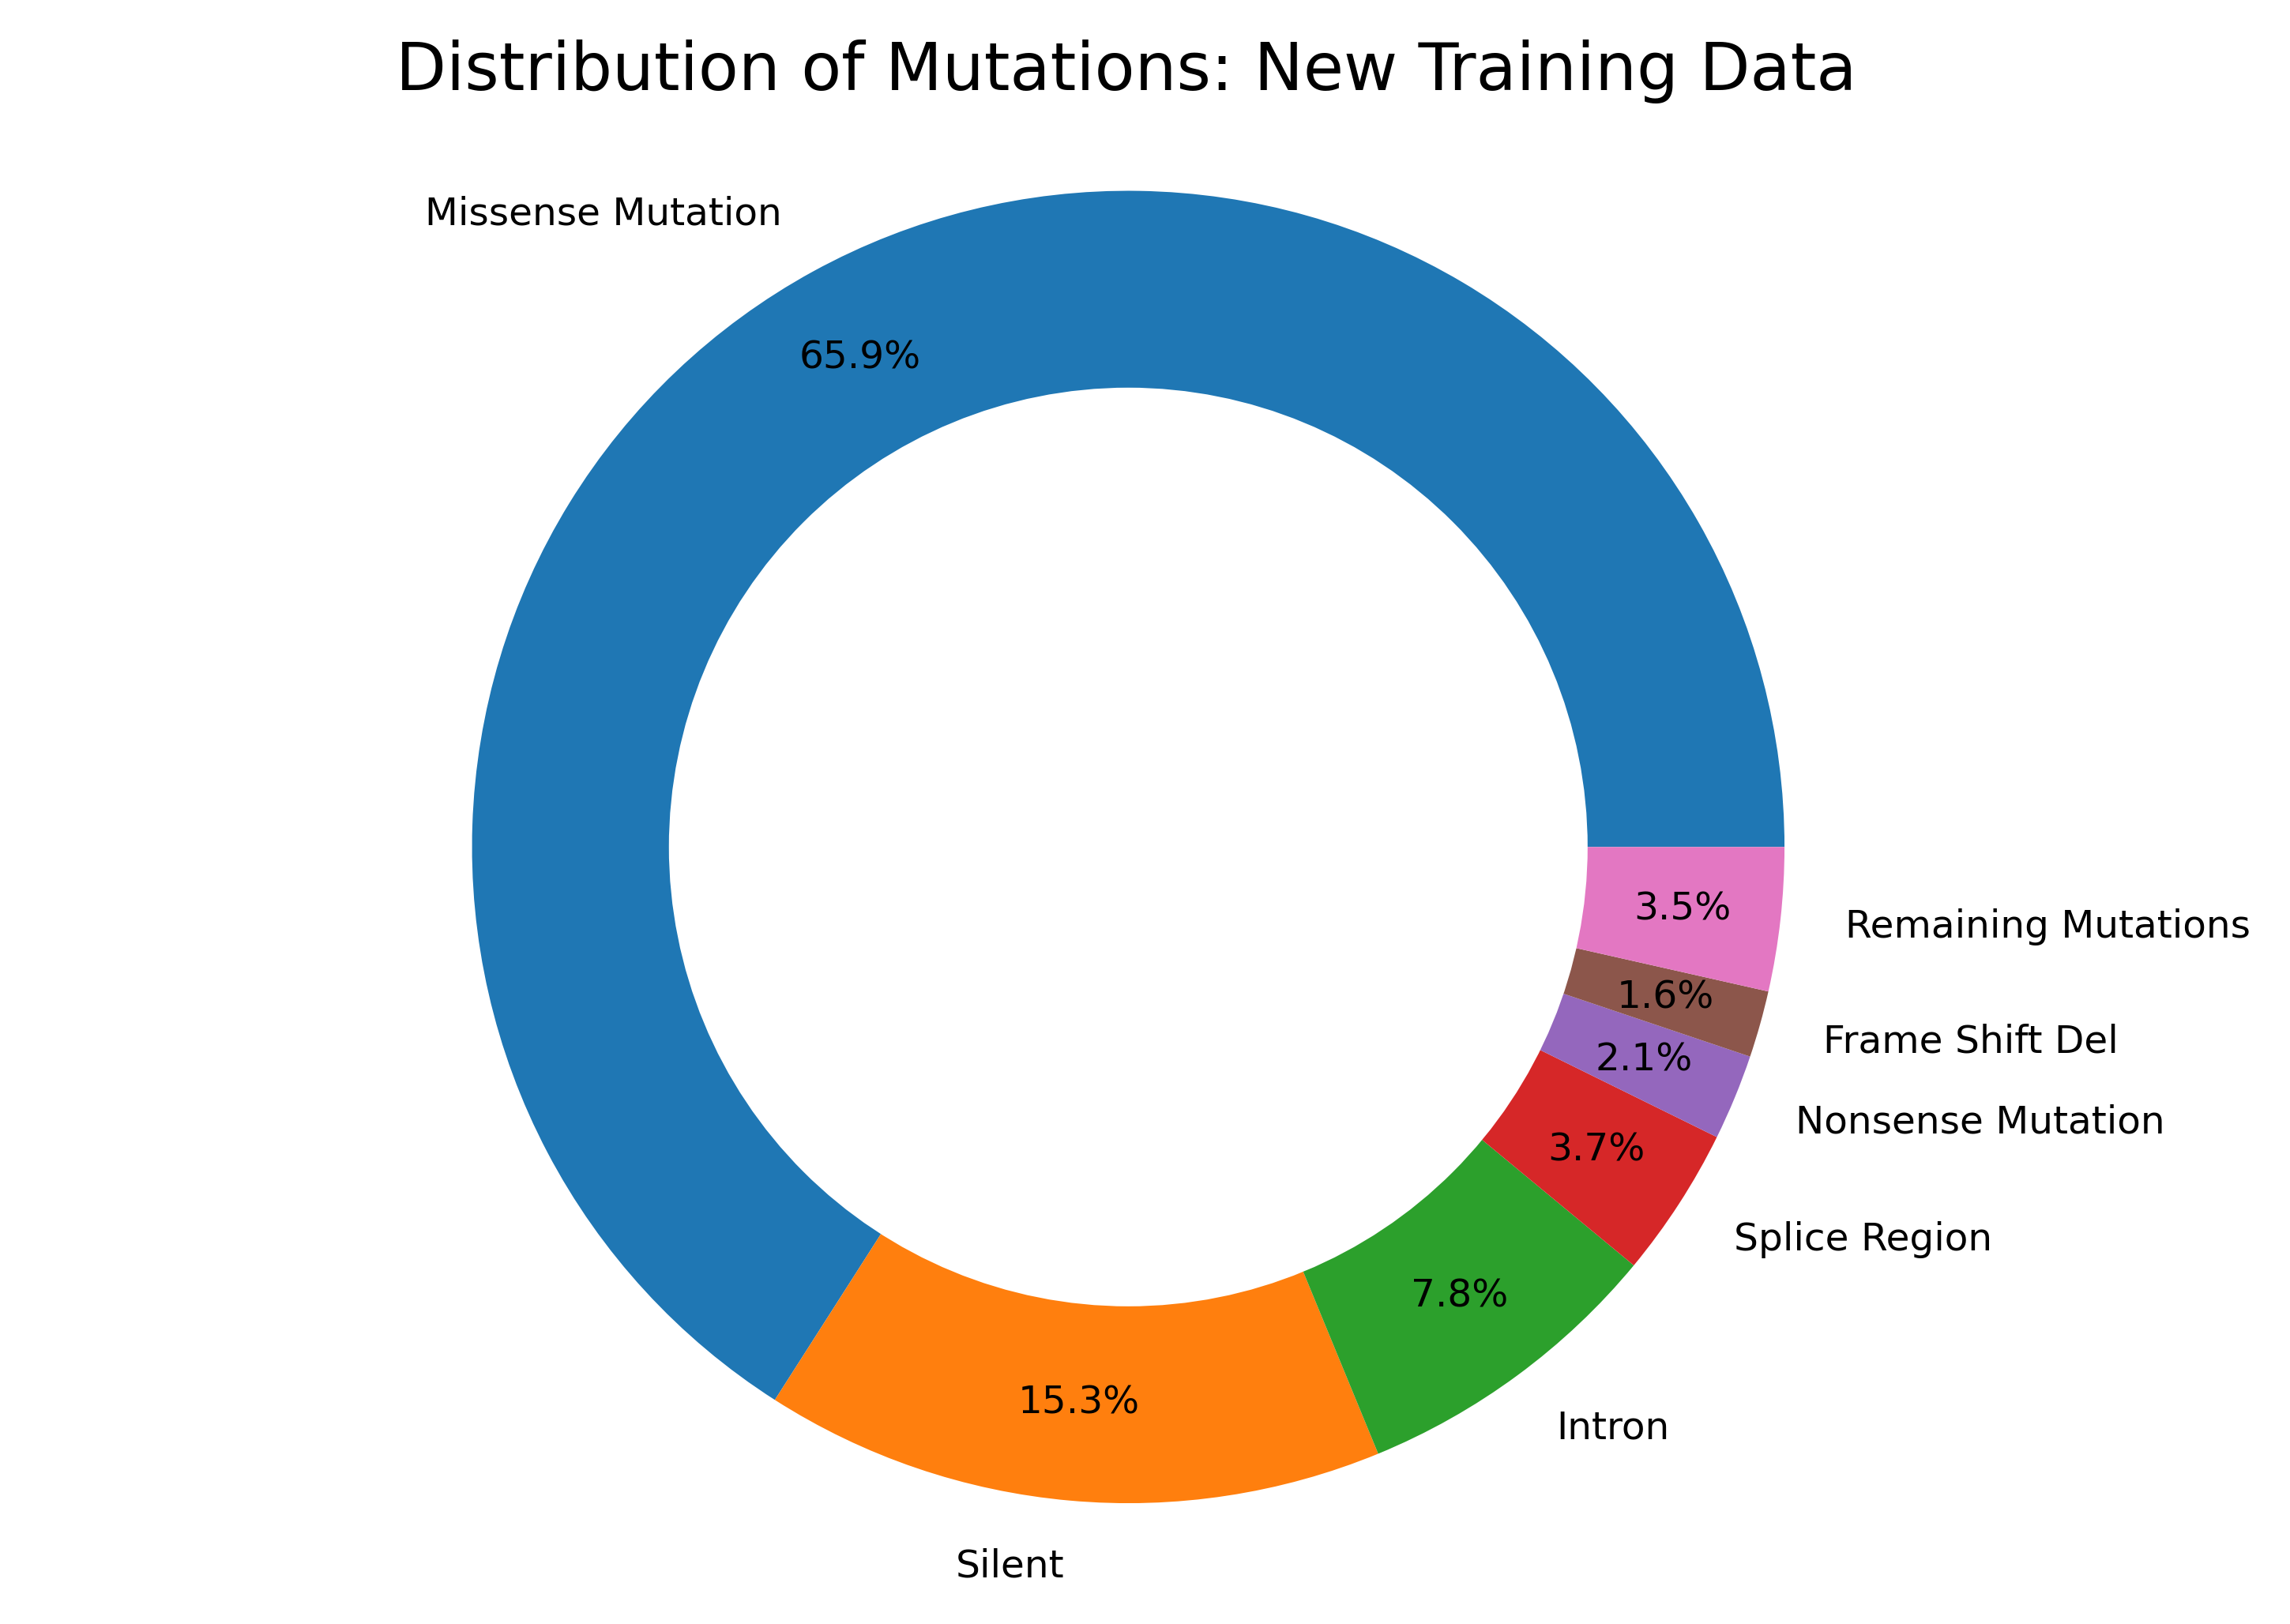 Distribution of Mutations: New Training Data
Missense Mutation
65.9%
3.5%
Remaining Mutations
1.6%
Frame Shift Del
2.1%
Nonsense Mutation
3.7%
Splice Region
7.8%
Intron
15.3%
Silent